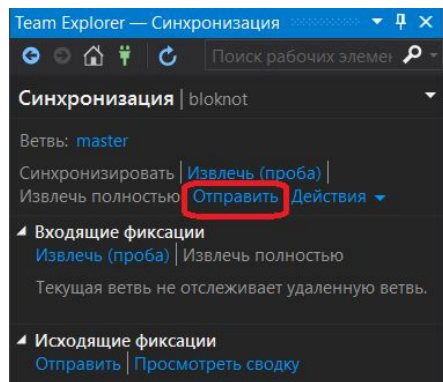 Team Explorer — Синхронизация
Поиск рабочих элемен
Синхронизация | bloknot
Ветвь: master
Синхронизировать | Извлечь (проба) |
Извлечь полностью Отправить Действия
Входящие фиксации
Извлечь (проба) | Извлечь полностью
Текущая ветвь не отслеживает удаленную ветвь.
Исходящие фиксации
Отправить | Просмотреть сводку